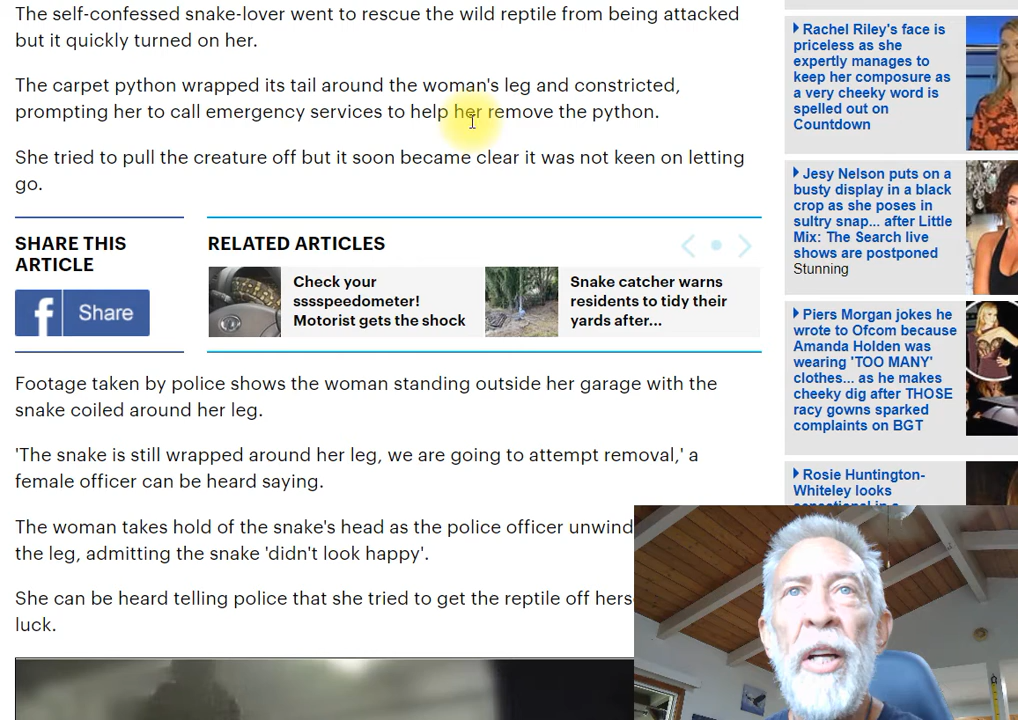 The self-confessed snake-lover went to rescue the wild reptile from being attacked
but it quickly turned on her.
The carpet python wrapped its tail around the woman's leg and constricted,
prompting her to call emergency services to help her remove the python.
She tried to pull the creature off but it soon became clear it was not keen on letting
go.
SHARE THIS
ARTICLE
f Share
RELATED ARTICLES
Check your
sssspeedometer!
Motorist gets the shock
Snake catcher warns
residents to tidy their
yards after...
Footage taken by police shows the woman standing outside her garage with the
snake coiled around her leg.
'The snake is still wrapped around her leg, we are going to attempt removal,' a
female officer can be heard saying.
The woman takes hold of the snake's head as the police officer unwind
the leg, admitting the snake 'didn't look happy'.
She can be heard telling police that she tried to get the reptile off hers
luck.
Rachel Riley's face is
priceless as she
expertly manages to
keep her composure as
a very cheeky word is
spelled out on
Countdown
Jesy Nelson puts on a
busty display in a black
crop as she poses in
sultry snap... after Little
Mix: The Search live
shows are postponed
Stunning
Piers Morgan jokes he
wrote to Ofcom because
Amanda Holden was
wearing 'TOO MANY'
clothes... as he makes
cheeky dig after THOSE
racy gowns sparked
complaints on BGT
Rosie Huntington-
Whiteley looks